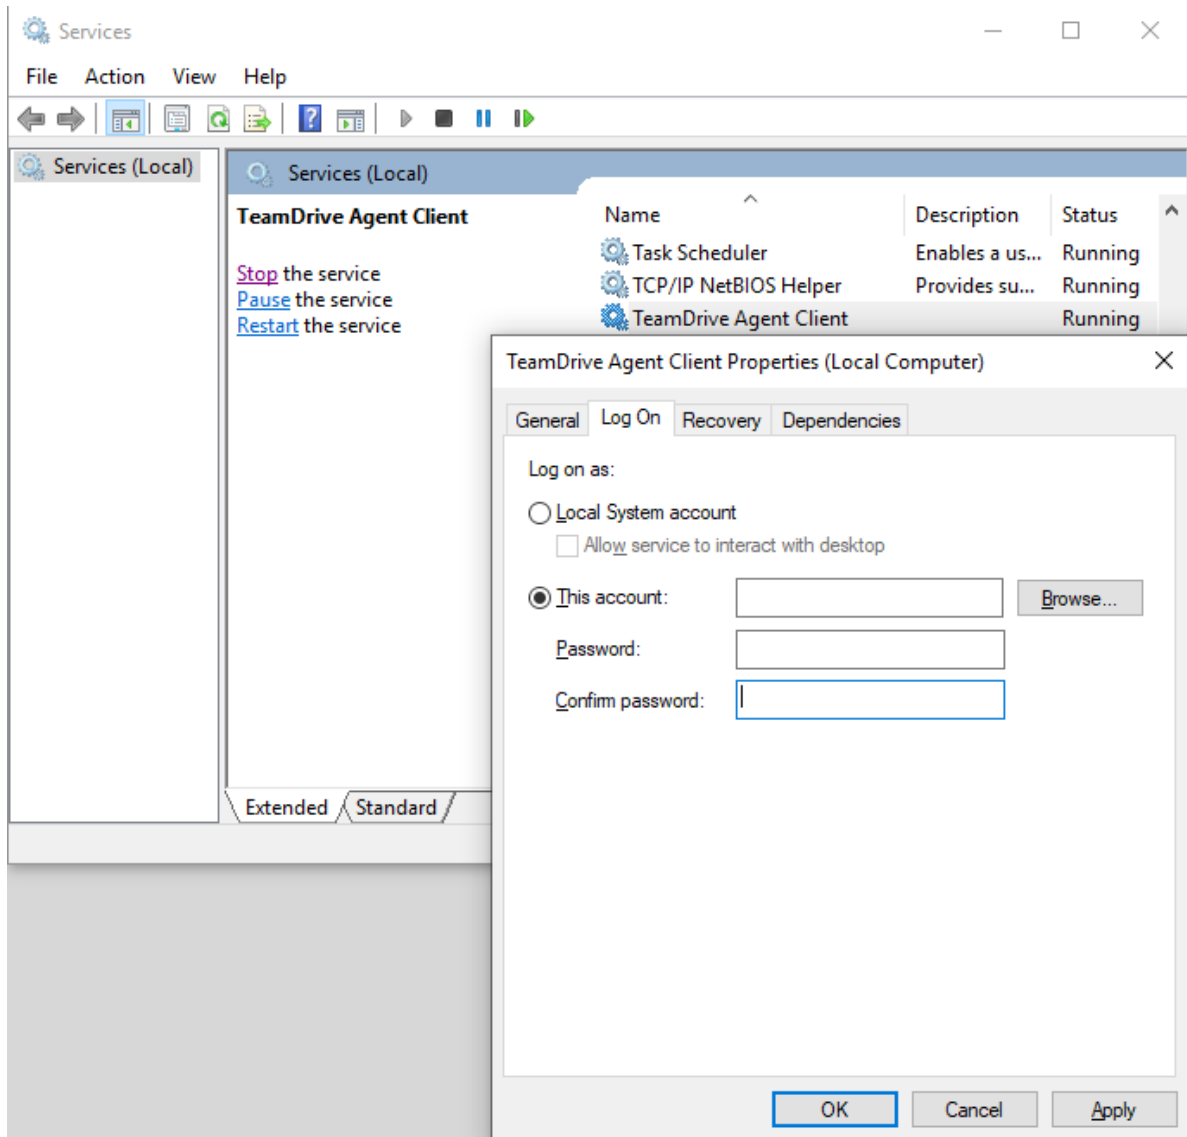 Services
File Action View Help
Services (Local)
Services (Local)
TeamDrive Agent Client
Stop the service
Pause the service
Restart the service
Name Description Status
Task Scheduler Enables a us... Running
TCP/IP NetBIOS Helper Provides su... Running
TeamDrive Agent Client Running
TeamDrive Agent Client Properties (Local Computer)
General Log On Recovery Dependencies
Log on as:
Local System account
Allow service to interact with desktop
This account: Browse...
Password:
Confirm password:
Extended Standard
OK Cancel Apply